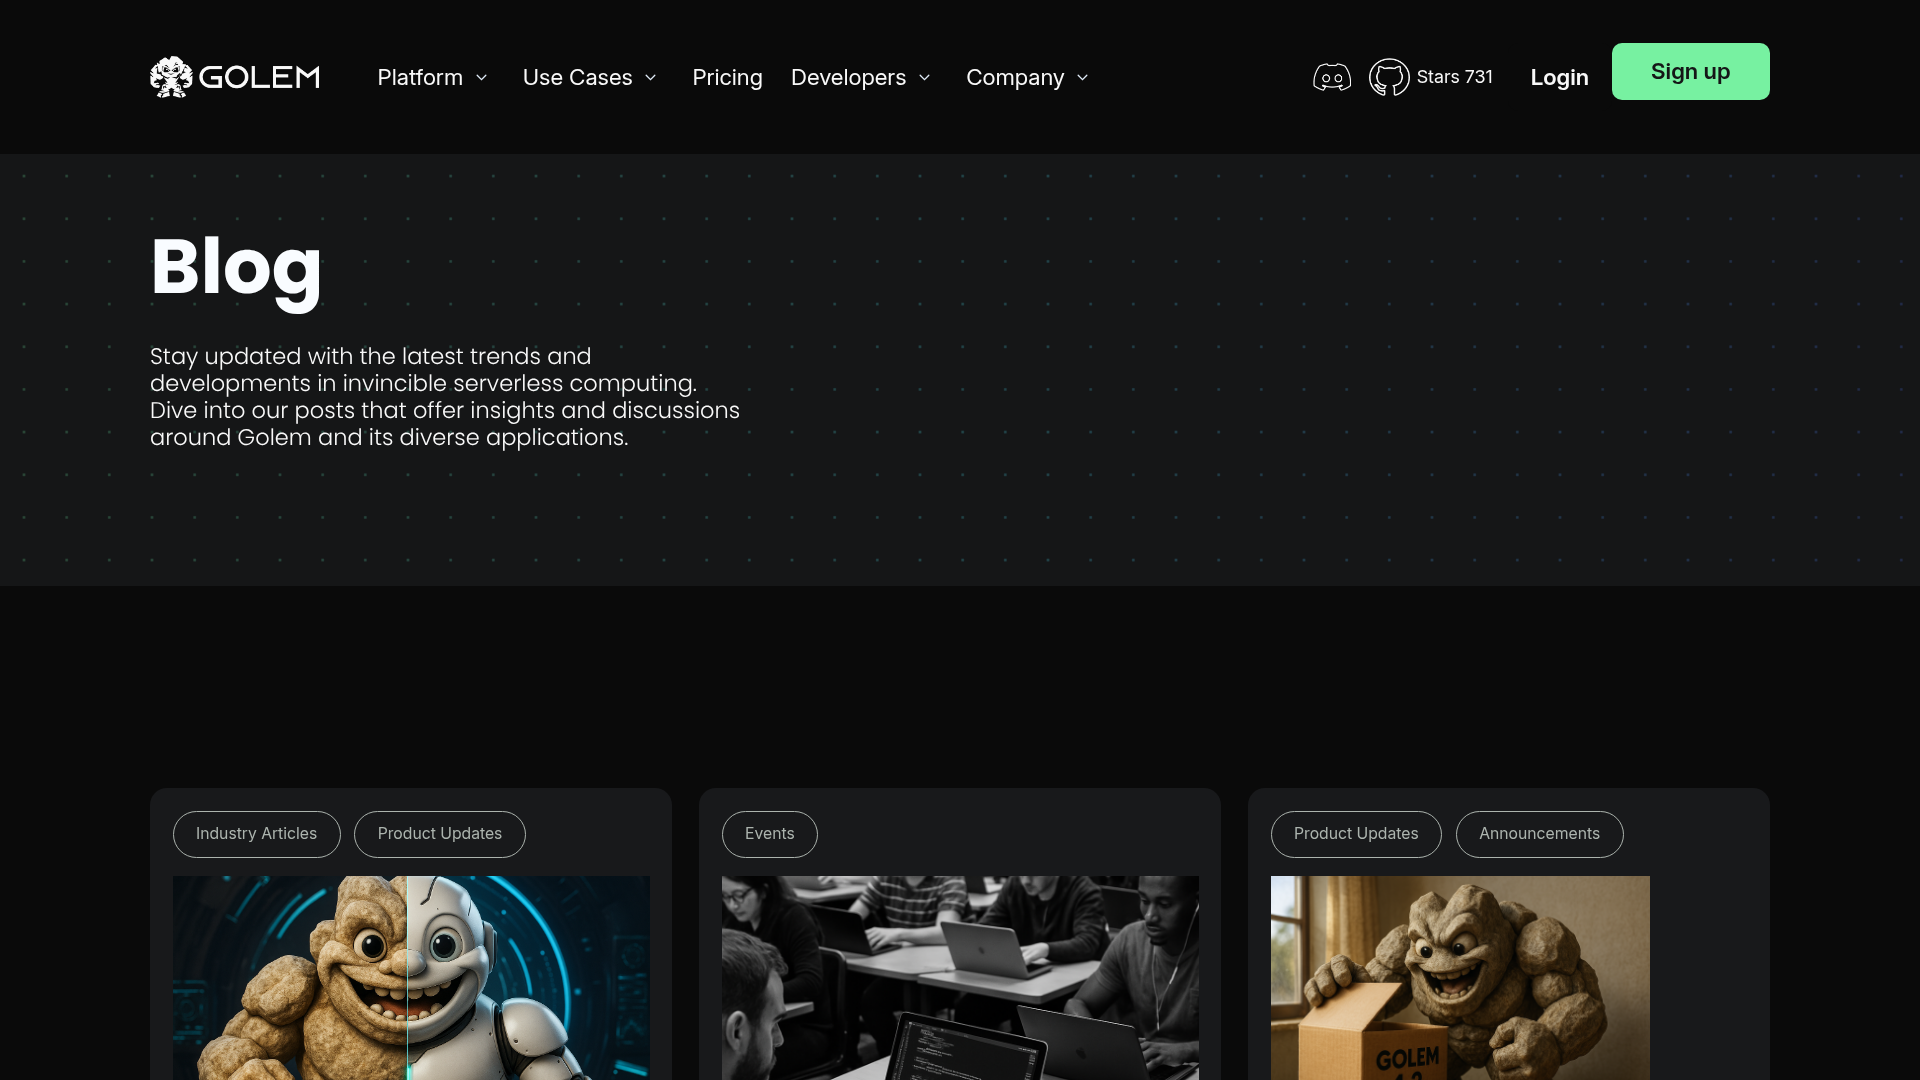 GOLEM
Platform
Use Cases
Pricing
Developers
Company
Stars 731
Login
Sign up
Blog
Stay updated with the latest trends and
developments in invincible serverless computing.
Dive into our posts that offer insights and discussions
around Golem and its diverse applications.
Industry Articles
Product Updates
Events
Product Updates
Announcements
GOLEM